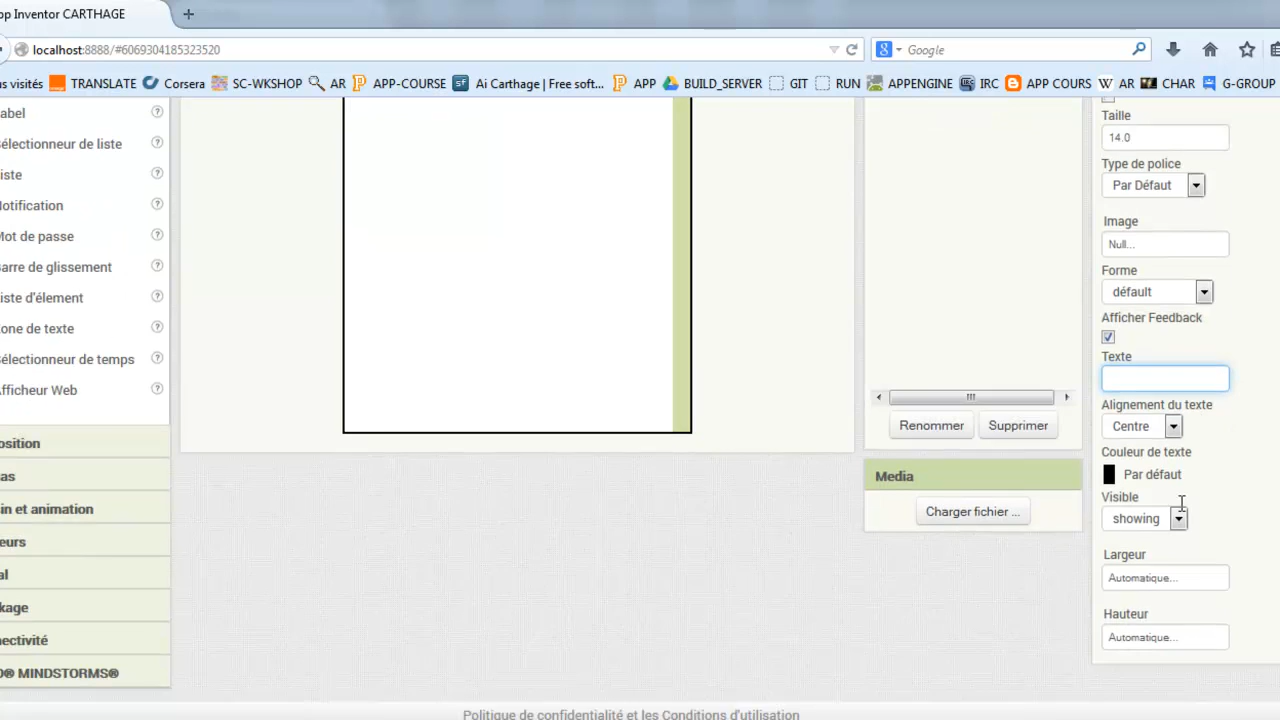 pp Inventor CARTHAGE
localhost:8888/#6069304185323520
Google
us visités TRANSLATE Corsera SC-WKSHOP AR APP-COURSE Ai Carthage | Free soft... APP BUILD_SERVER GIT RUN APPENGINE IRC APP COURS AR CHAR G-GROUP
abel
électionneur de liste
iste
otification
Mot de passe
arre de glissement
iste d'élement
one de texte
électionneur de temps
fficheur Web
osition
as
in et animation
eurs
al
kage
nectivité
O® MINDSTORMS®
Renommer Supprimer
Media
Charger fichier ...
Taille
14.0
Type de police
Par Défaut
Image
Null...
Forme
défault
Afficher Feedback
Texte
Alignement du texte
Centre
Couleur de texte
Par défaut
Visible
showing
Largeur
Automatique...
Hauteur
Automatique...
Politique de confidentialité et les Conditions d'utilisation